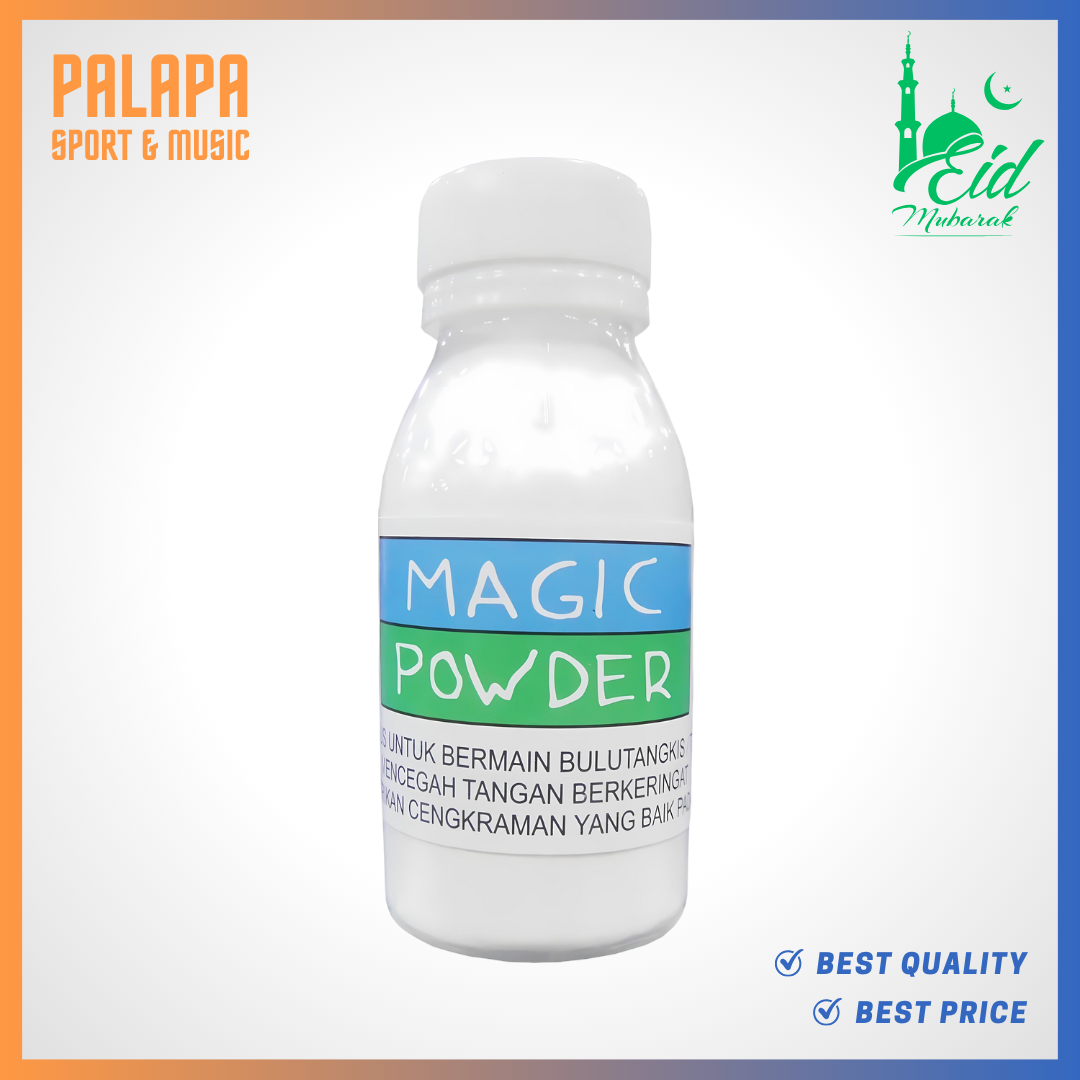 PALAPA
SPORT & MUSIC
Eid
Mubarak
MAGIC
POWDER
UNTUK BERMAIN BULUTANGKIS
MENCEGAH TANGAN BERKERINGAT
CENGKRAMAN YANG BAIK
BEST QUALITY
BEST PRICE